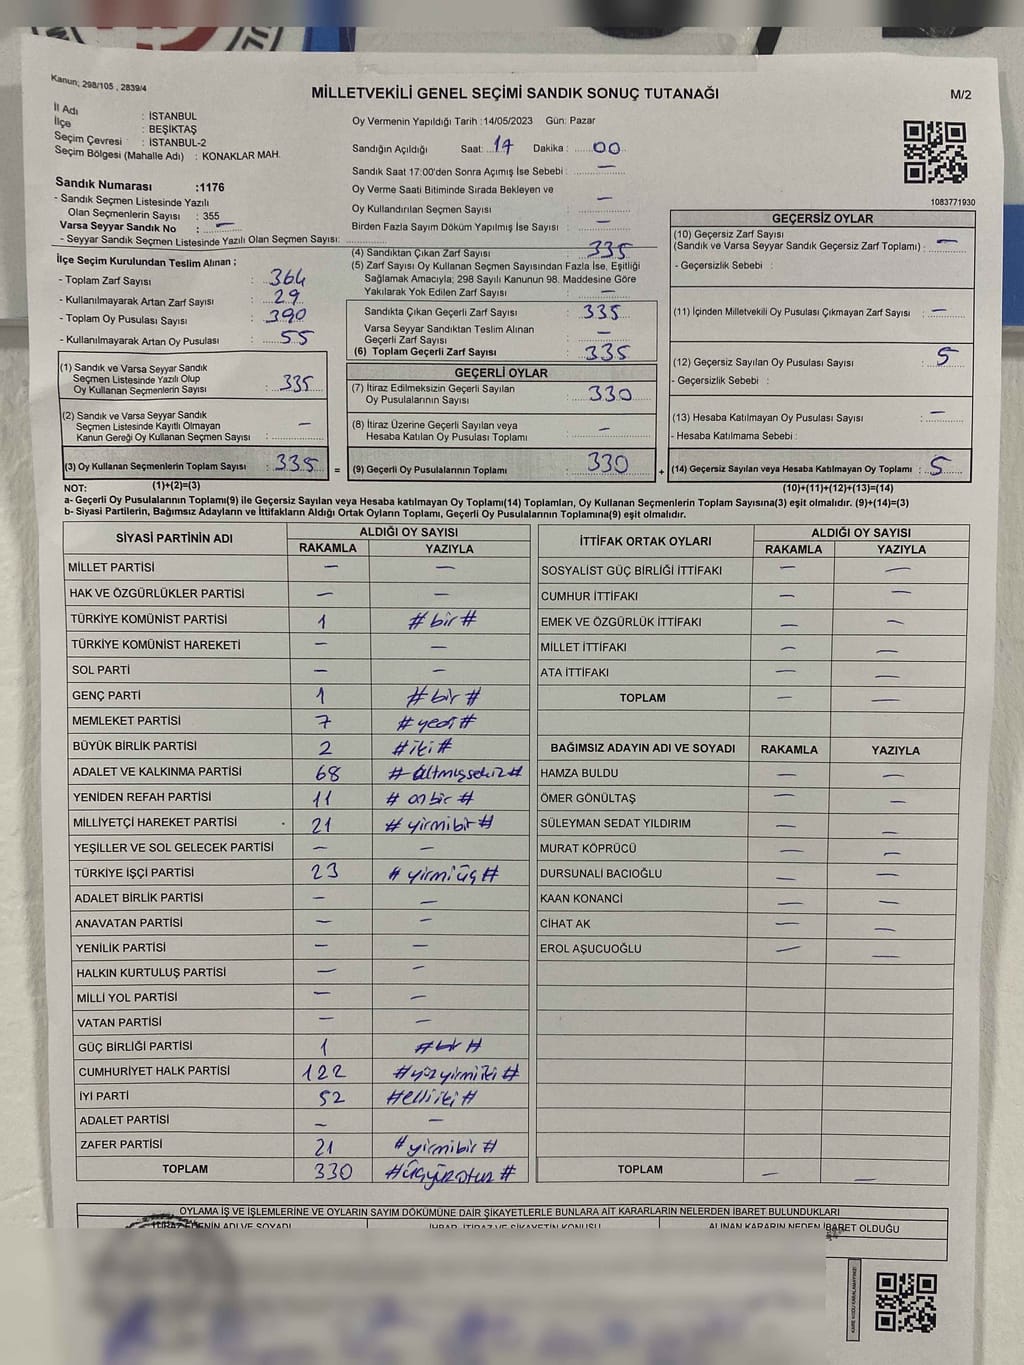 Kanun; 298/105 , 2839/4
MİLLETVEKİLİ GENEL SEÇİMİ SANDIK SONUÇ TUTANAĞI
M/2
İl Adı : İSTANBUL
İlçe : BEŞİKTAŞ
Seçim Çevresi : İSTANBUL-2
Seçim Bölgesi (Mahalle Adı) : KONAKLAR MAH.
Sandık Numarası :1176
- Sandık Seçmen Listesinde Yazılı
Olan Seçmenlerin Sayısı : 355
Varsa Seyyar Sandık No : —
- Seyyar Sandık Seçmen Listesinde Yazılı Olan Seçmen Sayısı:
Oy Vermenin Yapıldığı Tarih :14/05/2023 Gün: Pazar
Sandığın Açıldığı Saat: 17 Dakika : 00
Sandık Saat 17:00'den Sonra Açımış İse Sebebi : —
Oy Verme Saati Bitiminde Sırada Bekleyen ve
Oy Kullandırılan Seçmen Sayısı : —
Birden Fazla Sayım Döküm Yapılmış İse Sayısı : —
1083771930
İlçe Seçim Kurulundan Teslim Alınan ;
- Toplam Zarf Sayısı : 364
- Kullanılmayarak Artan Zarf Sayısı : 29
- Toplam Oy Pusulası Sayısı : 390
- Kullanılmayarak Artan Oy Pusulası : 55
(1) Sandık ve Varsa Seyyar Sandık
Seçmen Listesinde Yazılı Olup
Oy Kullanan Seçmenlerin Sayısı : 335
(2) Sandık ve Varsa Seyyar Sandık
Seçmen Listesinde Kayıtlı Olmayan
Kanun Gereği Oy Kullanan Seçmen Sayısı : —
(3) Oy Kullanan Seçmenlerin Toplam Sayısı : 335
(1)+(2)=(3)
(4) Sandıktan Çıkan Zarf Sayısı : 335
(5) Zarf Sayısı Oy Kullanan Seçmen Sayısından Fazla İse, Eşitliği
Sağlamak Amacıyla; 298 Sayılı Kanunun 98. Maddesine Göre
Yakılarak Yok Edilen Zarf Sayısı : —
Sandıkta Çıkan Geçerli Zarf Sayısı : 335
Varsa Seyyar Sandıktan Teslim Alınan
Geçerli Zarf Sayısı : —
(6) Toplam Geçerli Zarf Sayısı : 335
GEÇERLİ OYLAR
(7) İtiraz Edilmeksizin Geçerli Sayılan
Oy Pusulalarının Sayısı : 330
(8) İtiraz Üzerine Geçerli Sayılan veya
Hesaba Katılan Oy Pusulası Toplamı : —
= (9) Geçerli Oy Pusulalarının Toplamı : 330
GEÇERSİZ OYLAR
(10) Geçersiz Zarf Sayısı
(Sandık ve Varsa Seyyar Sandık Geçersiz Zarf Toplamı) : —
- Geçersizlik Sebebi :
(11) İçinden Milletvekili Oy Pusulası Çıkmayan Zarf Sayısı : —
(12) Geçersiz Sayılan Oy Pusulası Sayısı : 5
- Geçersizlik Sebebi :
(13) Hesaba Katılmayan Oy Pusulası Sayısı : —
- Hesaba Katılmama Sebebi :
+ (14) Geçersiz Sayılan veya Hesaba Katılmayan Oy Toplamı : 5
(10)+(11)+(12)+(13)=(14)
NOT:
a- Geçerli Oy Pusulalarının Toplamı(9) ile Geçersiz Sayılan veya Hesaba katılmayan Oy Toplamı(14) Toplamları, Oy Kullanan Seçmenlerin Toplam Sayısına(3) eşit olmalıdır. (9)+(14)=(3)
b- Siyasi Partilerin, Bağımsız Adayların ve İttifakların Aldığı Ortak Oyların Toplamı, Geçerli Oy Pusulalarının Toplamına(9) eşit olmalıdır.
SİYASİ PARTİNİN ADI ALDIĞI OY SAYISI
RAKAMLA YAZIYLA
MİLLET PARTİSİ — —
HAK VE ÖZGÜRLÜKLER PARTİSİ — —
TÜRKİYE KOMÜNİST PARTİSİ 1 #bir#
TÜRKİYE KOMÜNİST HAREKETİ — —
SOL PARTİ — —
GENÇ PARTİ 1 #bir#
MEMLEKET PARTİSİ 7 #yedi#
BÜYÜK BİRLİK PARTİSİ 2 #iki#
ADALET VE KALKINMA PARTİSİ 68 #altmışsekiz#
YENİDEN REFAH PARTİSİ 11 #onbir#
MİLLİYETÇİ HAREKET PARTİSİ 21 #yirmibir#
YEŞİLLER VE SOL GELECEK PARTİSİ — —
TÜRKİYE İŞÇİ PARTİSİ 23 #yirmiüç#
ADALET BİRLİK PARTİSİ — —
ANAVATAN PARTİSİ — —
YENİLİK PARTİSİ — —
HALKIN KURTULUŞ PARTİSİ — —
MİLLİ YOL PARTİSİ — —
VATAN PARTİSİ — —
GÜÇ BİRLİĞİ PARTİSİ 1 #bir#
CUMHURİYET HALK PARTİSİ 122 #yüzyirmiiki#
İYİ PARTİ 52 #elliiki#
ADALET PARTİSİ — —
ZAFER PARTİSİ 21 #yirmibir#
TOPLAM 330 #üçyüzotuz#
İTTİFAK ORTAK OYLARI ALDIĞI OY SAYISI
RAKAMLA YAZIYLA
SOSYALİST GÜÇ BİRLİĞİ İTTİFAKI — —
CUMHUR İTTİFAKI — —
EMEK VE ÖZGÜRLÜK İTTİFAKI — —
MİLLET İTTİFAKI — —
ATA İTTİFAKI — —
TOPLAM — —
BAĞIMSIZ ADAYIN ADI VE SOYADI RAKAMLA YAZIYLA
HAMZA BULDU — —
ÖMER GÖNÜLTAŞ — —
SÜLEYMAN SEDAT YILDIRIM — —
MURAT KÖPRÜCÜ — —
DURSUNALİ BACIOĞLU — —
KAAN KONANCİ — —
CİHAT AK — —
EROL AŞUCUOĞLU — —
TOPLAM — —
OYLAMA İŞ VE İŞLEMLERİNE VE OYLARIN SAYIM DÖKÜMÜNE DAİR ŞİKAYETLERLE BUNLARA AİT KARARLARIN NELERDEN İBARET BULUNDUKLARI
İTİRAZ EDENİN ADI VE SOYADI İHBAR, İTİRAZ VE ŞİKAYETİN KONUSU ALINAN KARARIN NEDEN İBARET OLDUĞU